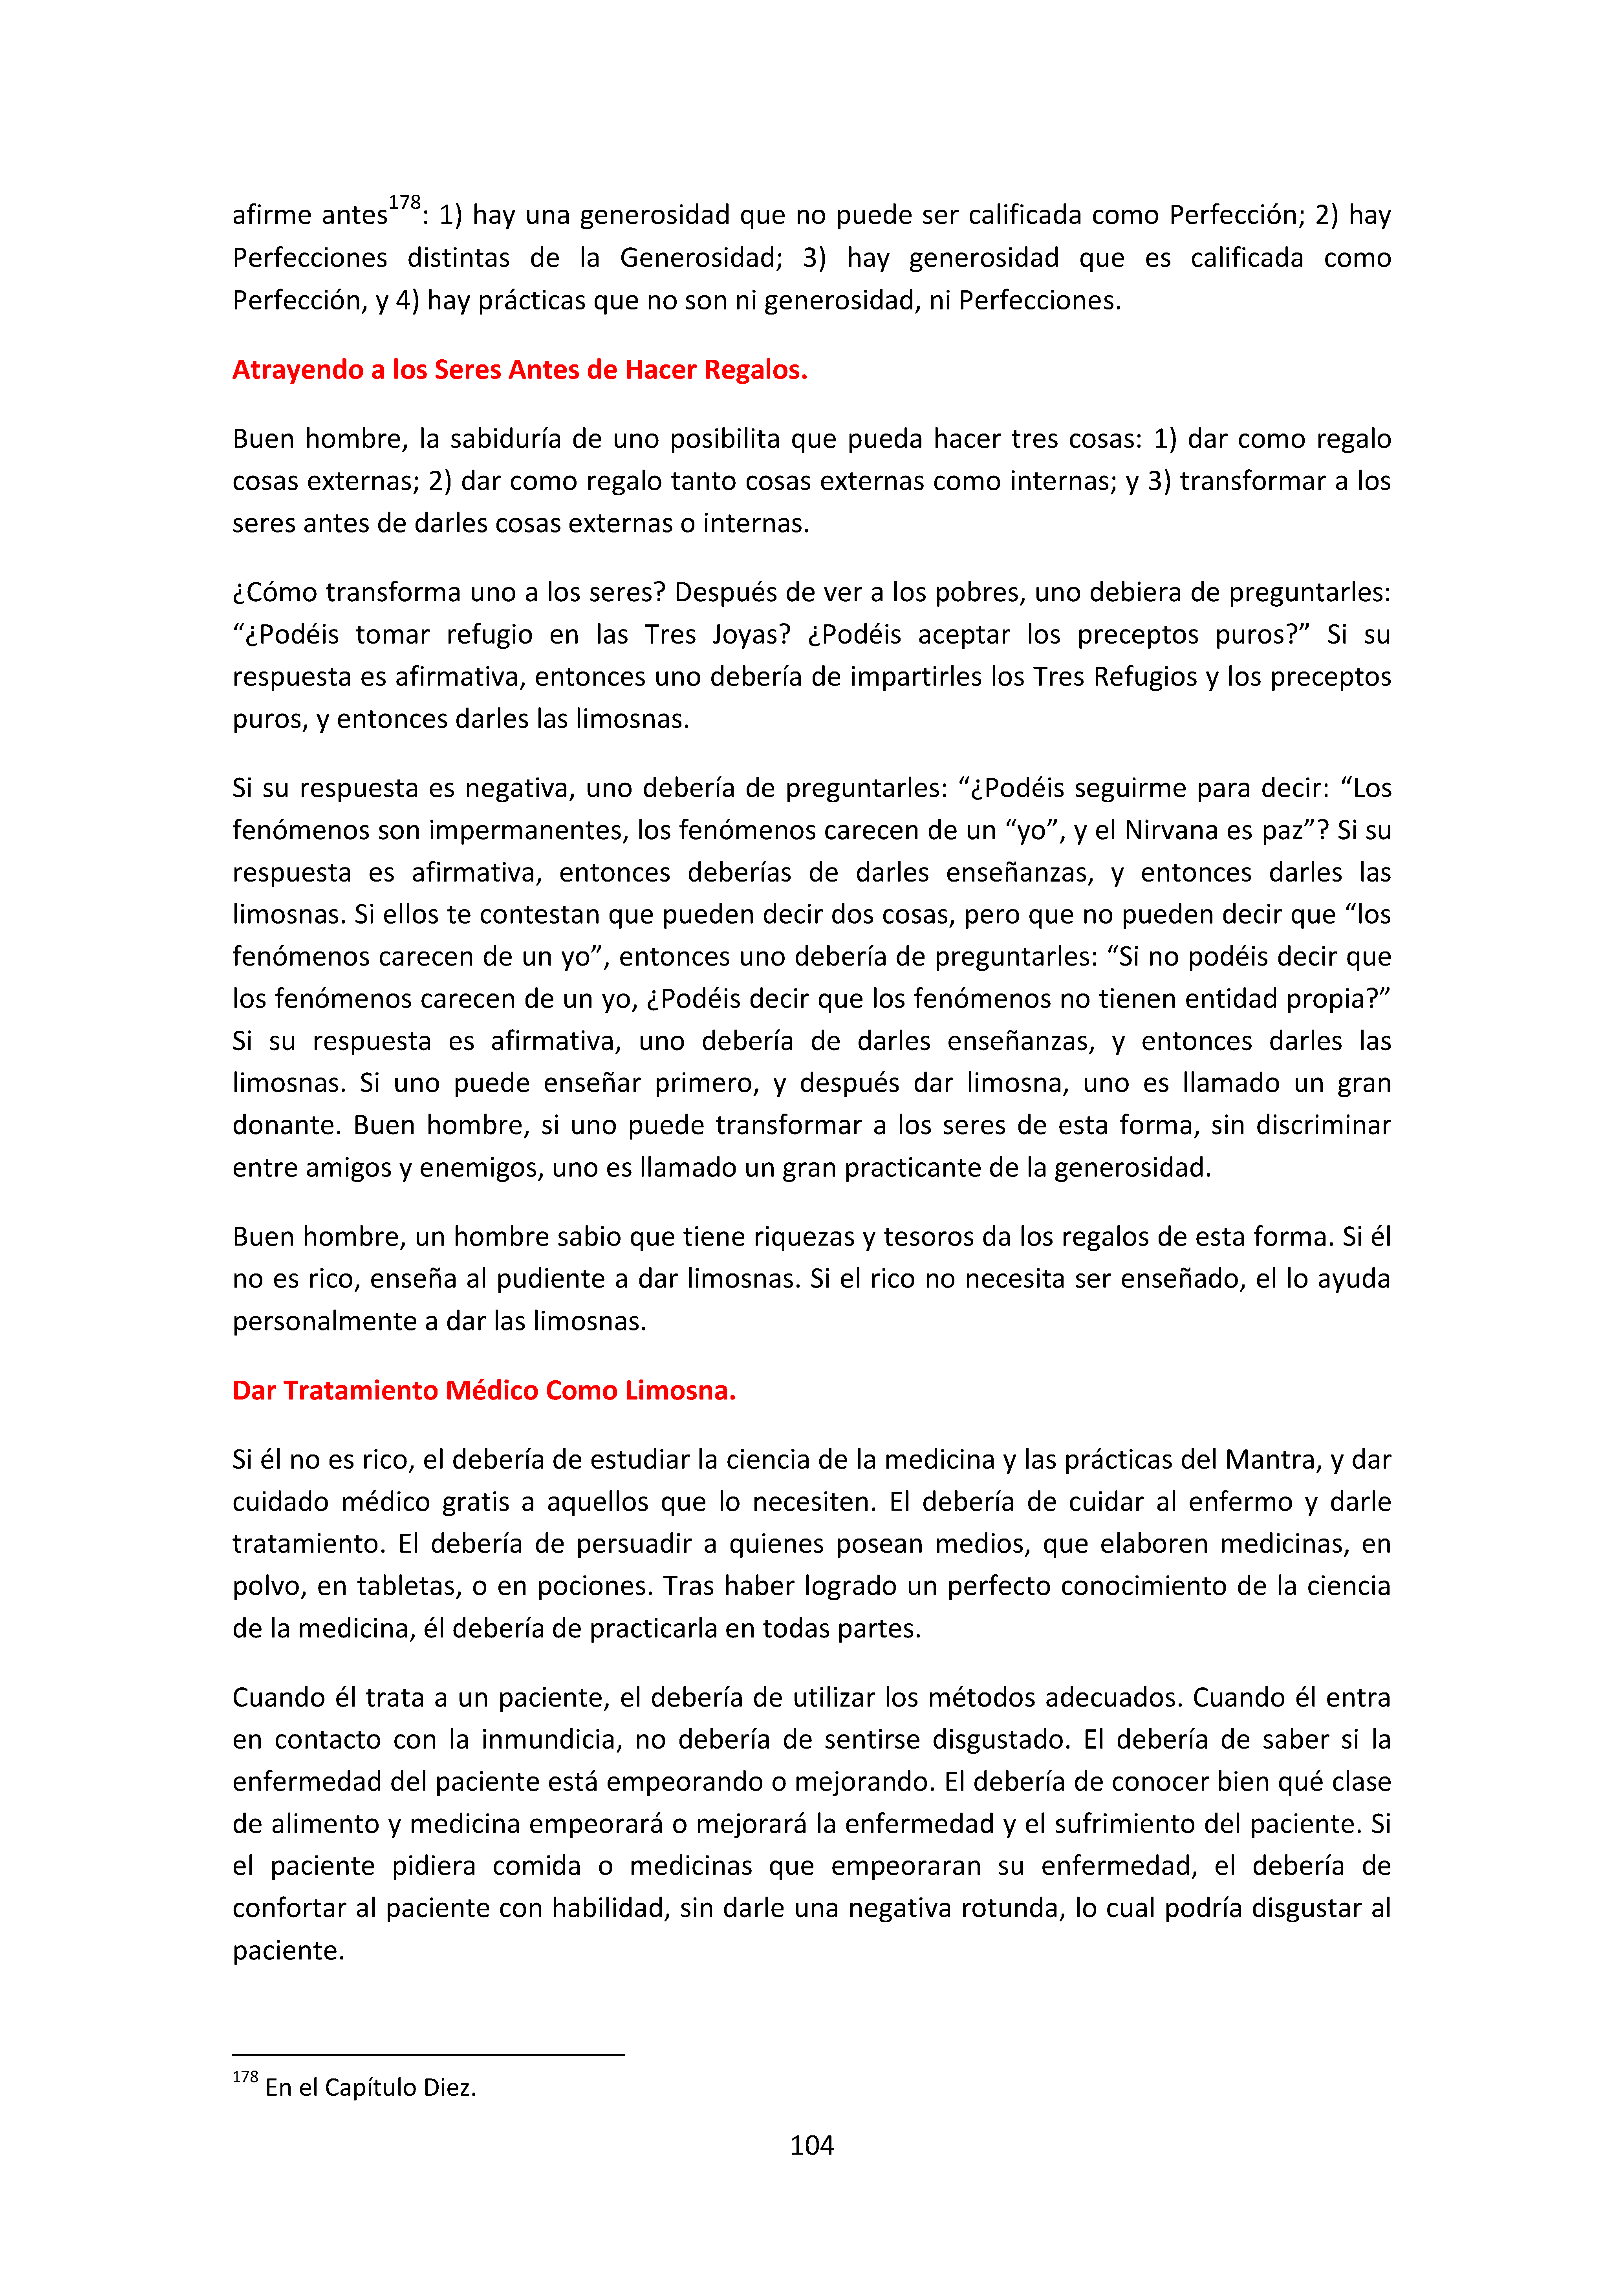 afirme antes178: 1) hay una generosidad que no puede ser calificada como Perfección; 2) hay
Perfecciones distintas de la Generosidad; 3) hay generosidad que es calificada como
Perfección, y 4) hay prácticas que no son ni generosidad, ni Perfecciones.
Atrayendo a los Seres Antes de Hacer Regalos.
Buen hombre, la sabiduría de uno posibilita que pueda hacer tres cosas: 1) dar como regalo
cosas externas; 2) dar como regalo tanto cosas externas como internas; y 3) transformar a los
seres antes de darles cosas externas o internas.
¿Cómo transforma uno a los seres? Después de ver a los pobres, uno debiera de preguntarles:
“¿Podéis tomar refugio en las Tres Joyas? ¿Podéis aceptar los preceptos puros?” Si su
respuesta es afirmativa, entonces uno debería de impartirles los Tres Refugios y los preceptos
puros, y entonces darles las limosnas.
Si su respuesta es negativa, uno debería de preguntarles: “¿Podéis seguirme para decir: “Los
fenómenos son impermanentes, los fenómenos carecen de un “yo”, y el Nirvana es paz”? Si su
respuesta es afirmativa, entonces deberías de darles enseñanzas, y entonces darles las
limosnas. Si ellos te contestan que pueden decir dos cosas, pero que no pueden decir que “los
fenómenos carecen de un yo”, entonces uno debería de preguntarles: “Si no podéis decir que
los fenómenos carecen de un yo, ¿Podéis decir que los fenómenos no tienen entidad propia?”
Si su respuesta es afirmativa, uno debería de darles enseñanzas, y entonces darles las
limosnas. Si uno puede enseñar primero, y después dar limosna, uno es llamado un gran
donante. Buen hombre, si uno puede transformar a los seres de esta forma, sin discriminar
entre amigos y enemigos, uno es llamado un gran practicante de la generosidad.
Buen hombre, un hombre sabio que tiene riquezas y tesoros da los regalos de esta forma. Si él
no es rico, enseña al pudiente a dar limosnas. Si el rico no necesita ser enseñado, el lo ayuda
personalmente a dar las limosnas.
Dar Tratamiento Médico Como Limosna.
Si él no es rico, el debería de estudiar la ciencia de la medicina y las prácticas del Mantra, y dar
cuidado médico gratis a aquellos que lo necesiten. El debería de cuidar al enfermo y darle
tratamiento. El debería de persuadir a quienes posean medios, que elaboren medicinas, en
polvo, en tabletas, o en pociones. Tras haber logrado un perfecto conocimiento de la ciencia
de la medicina, él debería de practicarla en todas partes.
Cuando él trata a un paciente, el debería de utilizar los métodos adecuados. Cuando él entra
en contacto con la inmundicia, no debería de sentirse disgustado. El debería de saber si la
enfermedad del paciente está empeorando o mejorando. El debería de conocer bien qué clase
de alimento y medicina empeorará o mejorará la enfermedad y el sufrimiento del paciente. Si
el paciente pidiera comida o medicinas que empeoraran su enfermedad, el debería de
confortar al paciente con habilidad, sin darle una negativa rotunda, lo cual podría disgustar al
paciente.
178 En el Capítulo Diez.
104